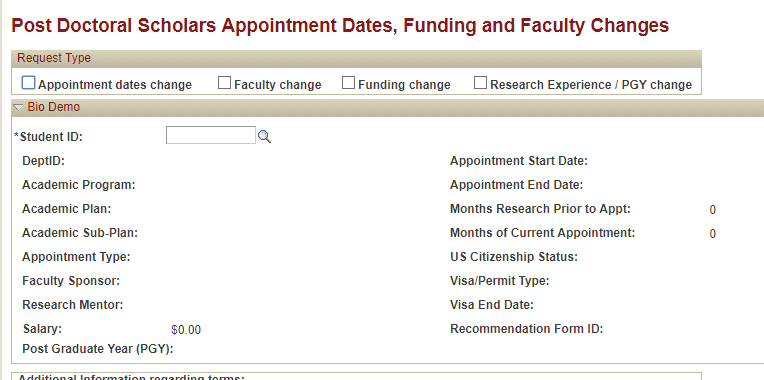 Post Doctoral Scholars Appointment Dates, Funding and Faculty Changes
Request Type
Appointment dates change Faculty change Funding change Research Experience / PGY change
Bio Demo
*Student ID:
DeptID: Appointment Start Date:
Academic Program: Appointment End Date:
Academic Plan: Months Research Prior to Appt: 0
Academic Sub-Plan: Months of Current Appointment: 0
Appointment Type: US Citizenship Status:
Faculty Sponsor: Visa/Permit Type:
Research Mentor: Visa End Date:
Salary: $0.00 Recommendation Form ID:
Post Graduate Year (PGY):
Additional Information regarding terms: